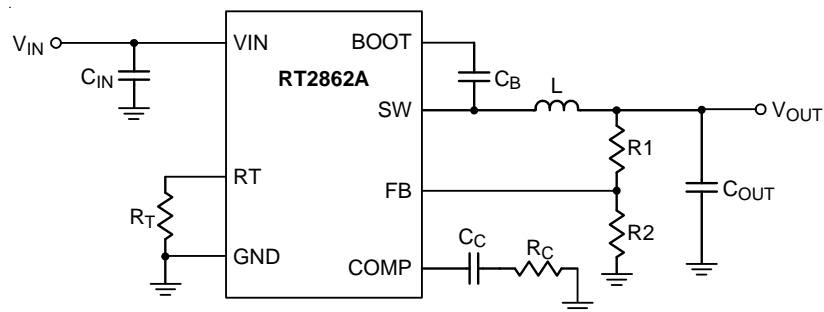 VIN
VIN
BOOT
CIN
RT2862A
CB
SW
L
VOUT
R1
RT
FB
COUT
RT
R2
GND
CC
RC
COMP